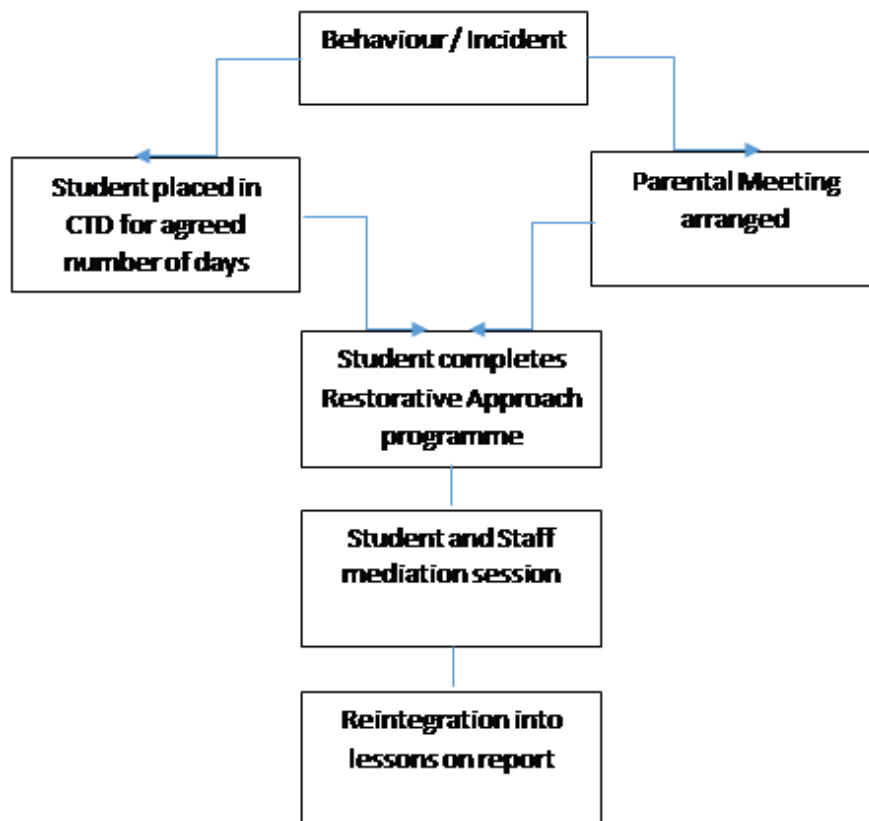 Behaviour / Incident
Student placed in
CTD for agreed
number of days
Parental Meeting
arranged
Student completes
Restorative Approach
programme
Student and Staff
mediation session
Reintegration into
lessons on report